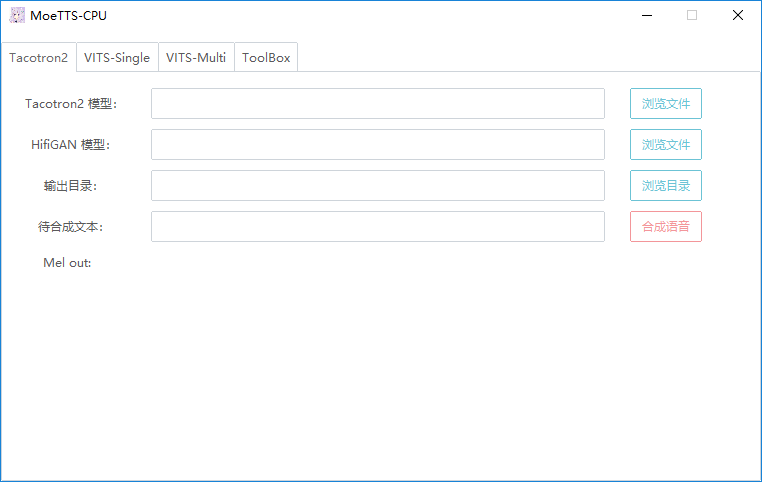 MoeTTS-CPU
Tacotron2 VITS-Single VITS-Multi ToolBox
Tacotron2 模型： 浏览文件
HifiGAN 模型： 浏览文件
输出目录： 浏览目录
待合成文本： 合成语音
Mel out: